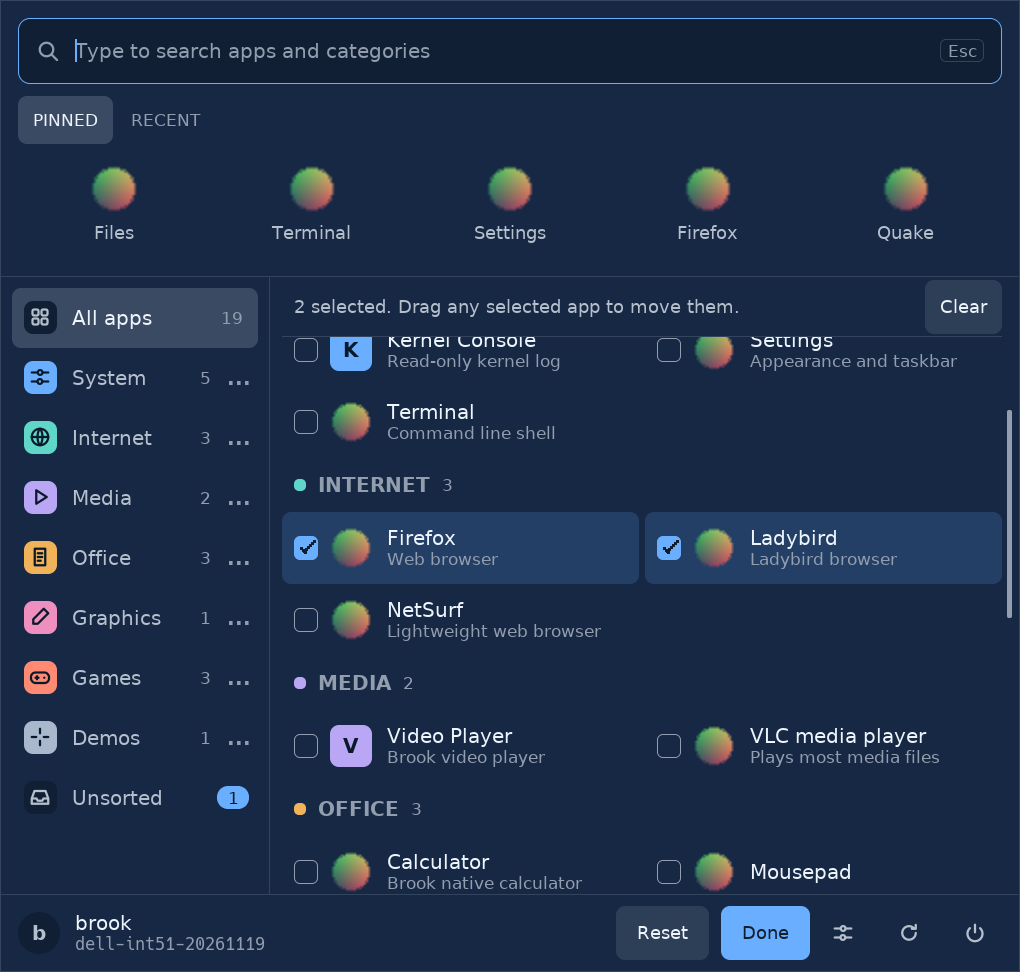 Type to search apps and categories Esc
PINNED RECENT
Files Terminal Settings Firefox Quake
All apps 19
System 5 ...
Internet 3 ...
Media 2 ...
Office 3 ...
Graphics 1 ...
Games 3 ...
Demos 1 ...
Unsorted 1
2 selected. Drag any selected app to move them. Clear
K Kernel Console Settings
Read-only kernel log Appearance and taskbar
Terminal
Command line shell
INTERNET 3
Firefox Ladybird
Web browser Ladybird browser
NetSurf
Lightweight web browser
MEDIA 2
V Video Player VLC media player
Brook video player Plays most media files
OFFICE 3
Calculator Mousepad
Brook native calculator
b brook
dell-int51-20261119
Reset Done